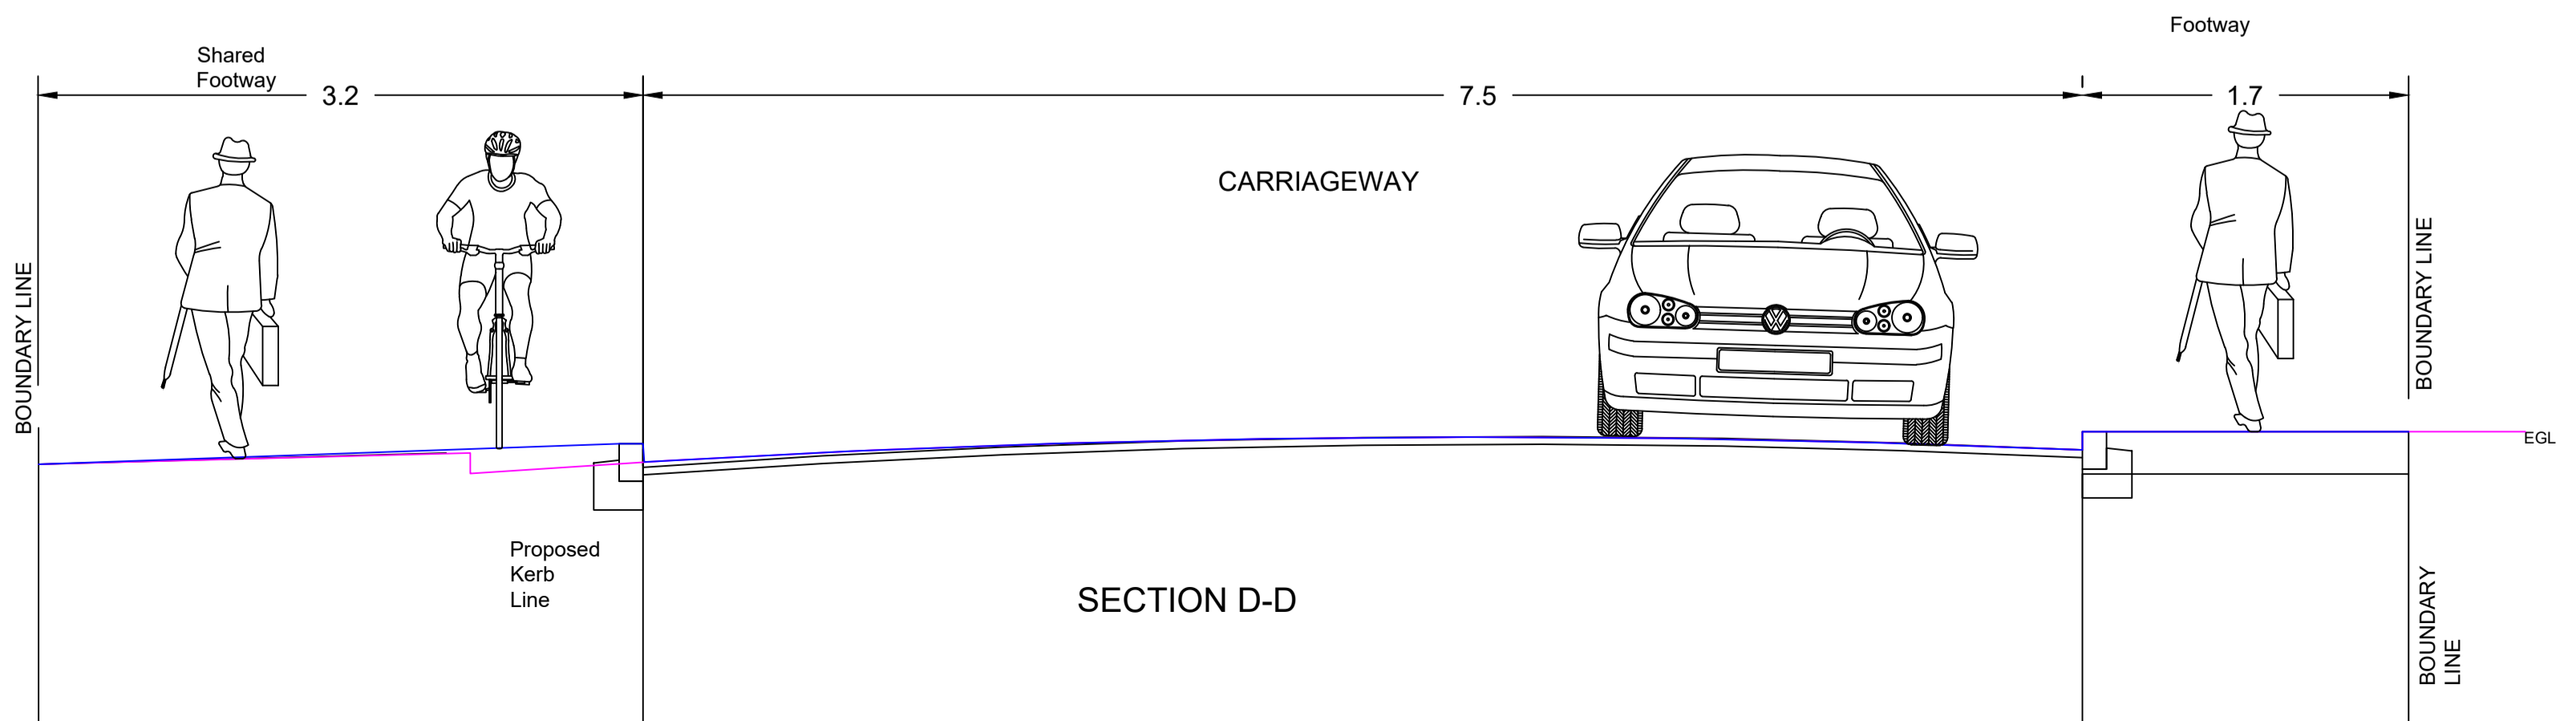 Footway
Shared
Footway
3.2
7.5
1.7
CARRIAGEWAY
BOUNDARY LINE
BOUNDARY LINE
EGL
Proposed
Kerb
Line
SECTION D-D
BOUNDARY
LINE